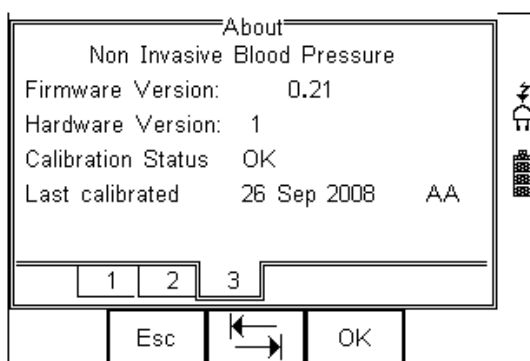 About
Non Invasive Blood Pressure
Firmware Version: 0.21
Hardware Version: 1
Calibration Status OK
Last calibrated 26 Sep 2008 AA
1 2 3
Esc OK